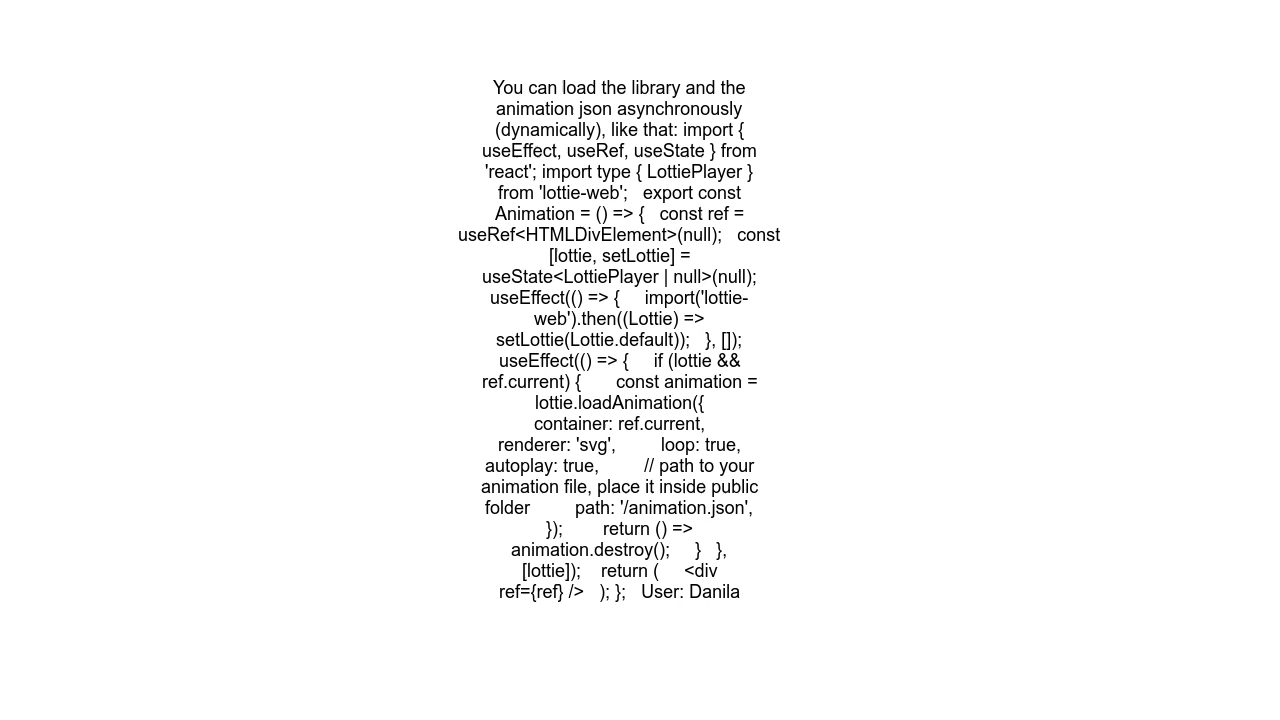 You can load the library and the
animation json asynchronously
(dynamically), like that: import {
useEffect, useRef, useState } from
'react'; import type { LottiePlayer }
from 'lottie-web';   export const
Animation = () => {   const ref =
useRef<HTMLDivElement>(null);   const
[lottie, setLottie] =
useState<LottiePlayer | null>(null);
useEffect(() => {     import('lottie-
web').then((Lottie) =>
setLottie(Lottie.default));   }, []);
useEffect(() => {     if (lottie &&
ref.current) {       const animation =
lottie.loadAnimation({
container: ref.current,
renderer: 'svg',         loop: true,
autoplay: true,         // path to your
animation file, place it inside public
folder         path: '/animation.json',
});        return () =>
animation.destroy();     }   },
[lottie]);    return (     <div
ref={ref} />   ); };   User: Danila